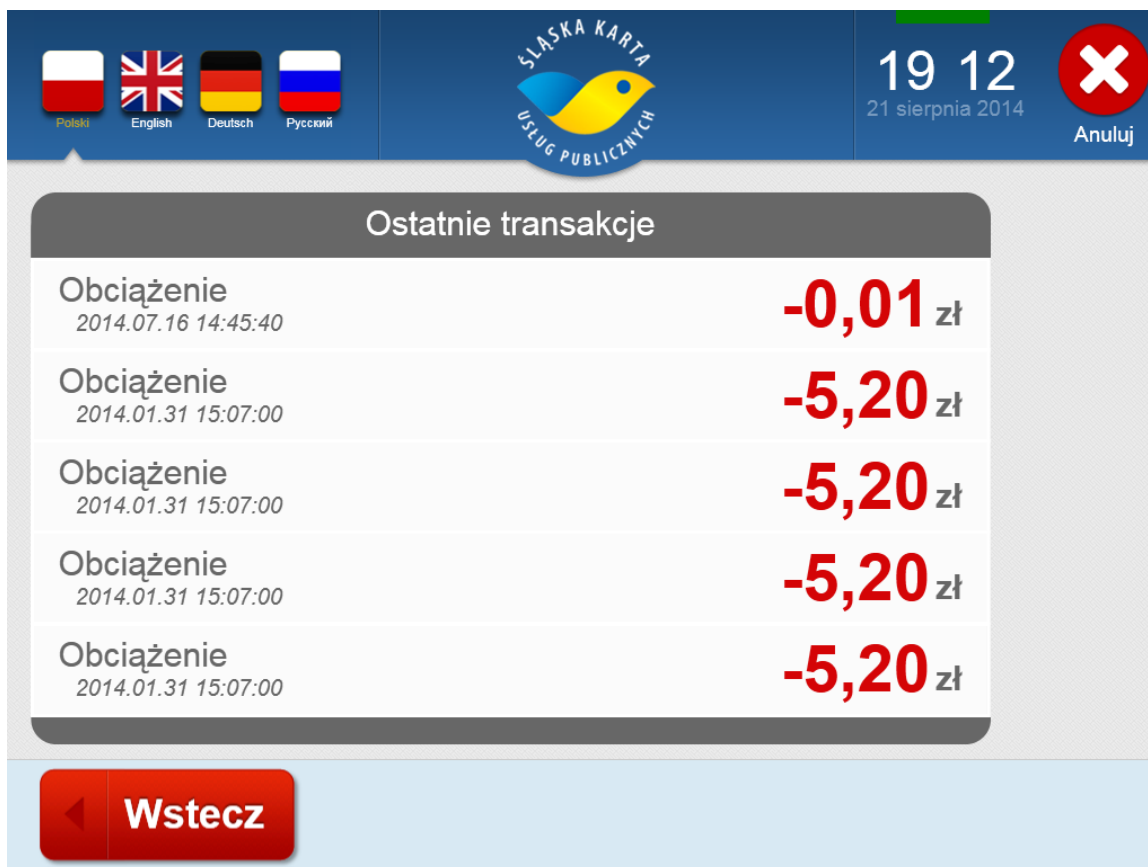 Polski English Deutsch Русский
ŚLĄSKA KARTA
USŁUG PUBLICZNYCH
19 12
21 sierpnia 2014
Anuluj
Ostatnie transakcje
Obciążenie
2014.07.16 14:45:40
-0,01 zł
Obciążenie
2014.01.31 15:07:00
-5,20 zł
Obciążenie
2014.01.31 15:07:00
-5,20 zł
Obciążenie
2014.01.31 15:07:00
-5,20 zł
Obciążenie
2014.01.31 15:07:00
-5,20 zł
Wstecz